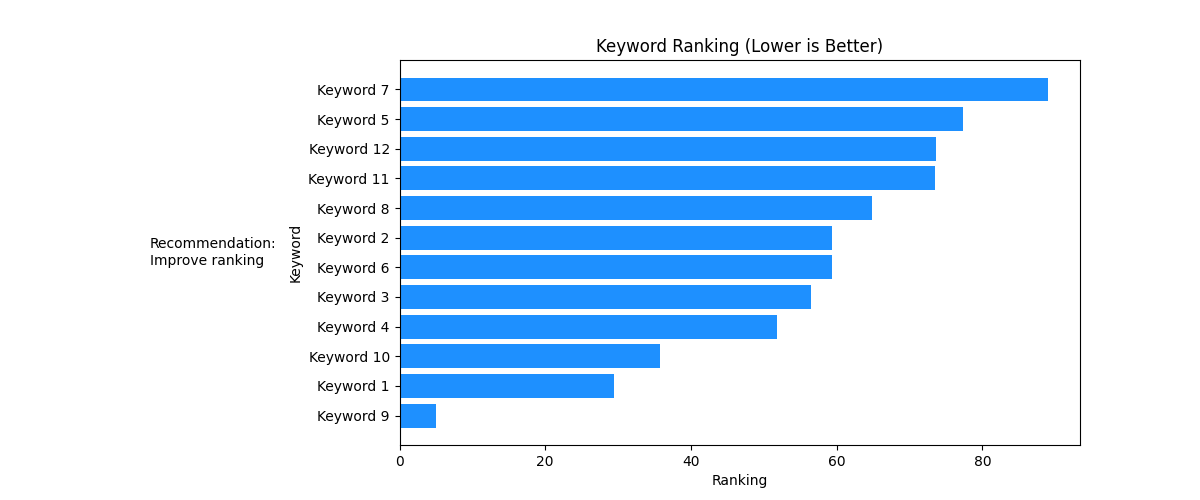 Keyword Ranking (Lower is Better)
Keyword 7
Keyword 5
Keyword 12
Keyword 11
Keyword 8
Keyword 2
Keyword 6
Keyword 3
Keyword 4
Keyword 10
Keyword 1
Keyword 9
Keyword
Recommendation:
Improve ranking
0 20 40 60 80
Ranking